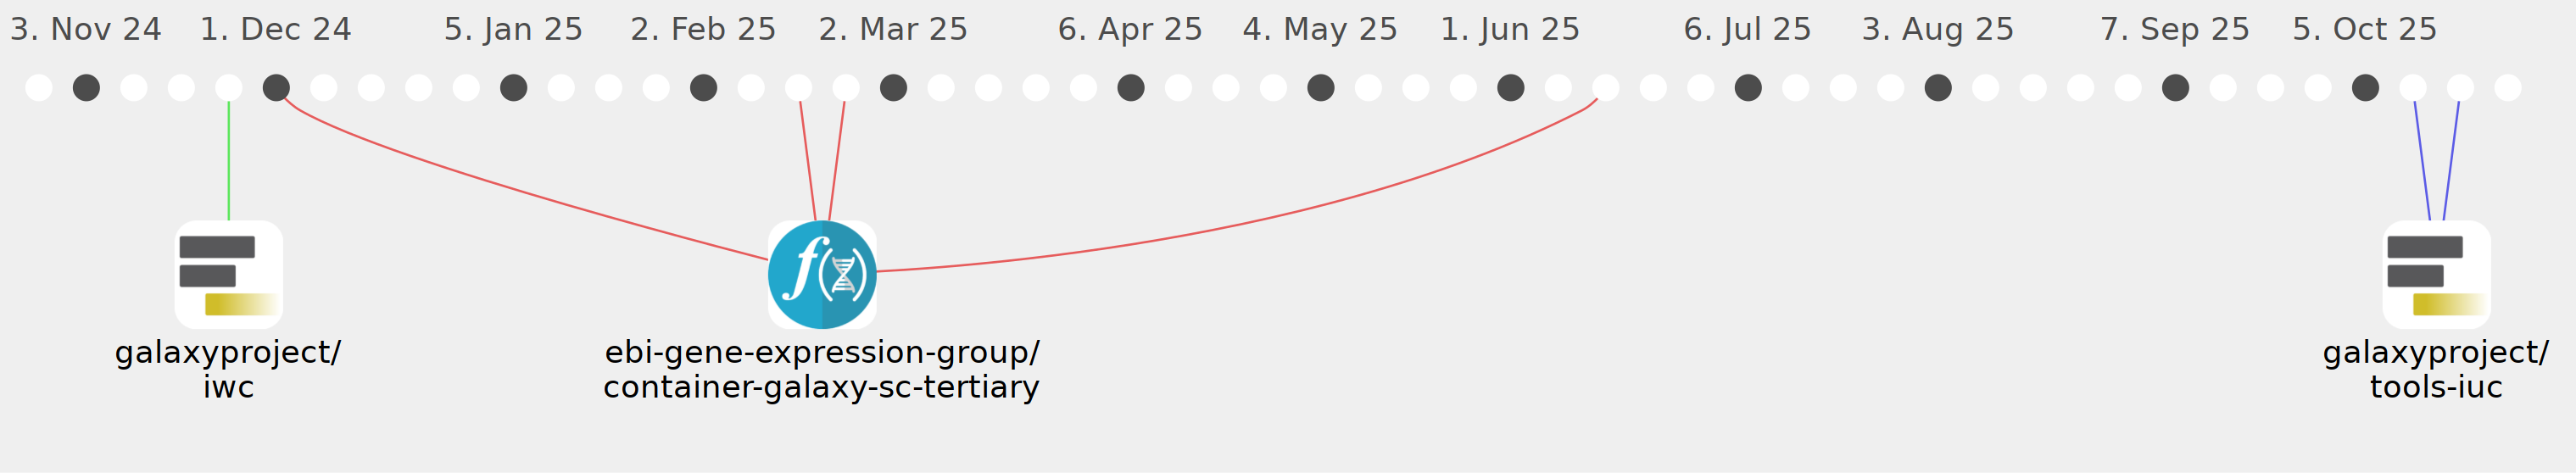 3. Nov 24 1. Dec 24 5. Jan 25 2. Feb 25 2. Mar 25 6. Apr 25 4. May 25 1. Jun 25 6. Jul 25 3. Aug 25 7. Sep 25 5. Oct 25
f( )
galaxyproject/
iwc
ebi-gene-expression-group/
container-galaxy-sc-tertiary
galaxyproject/
tools-iuc